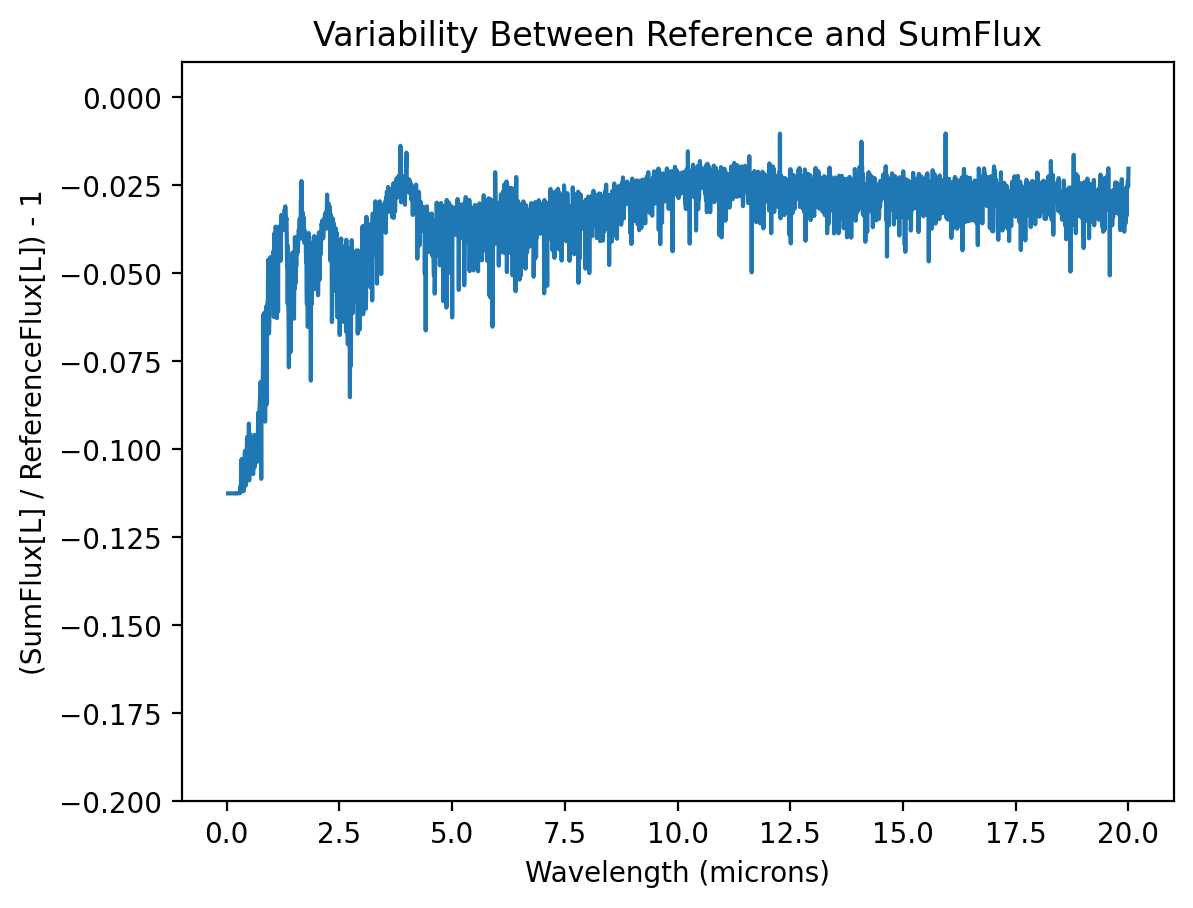 Variability Between Reference and SumFlux
(SumFlux[L] / ReferenceFlux[L]) - 1
0.000
−0.025
−0.050
−0.075
−0.100
−0.125
−0.150
−0.175
−0.200
0.0 2.5 5.0 7.5 10.0 12.5 15.0 17.5 20.0
Wavelength (microns)